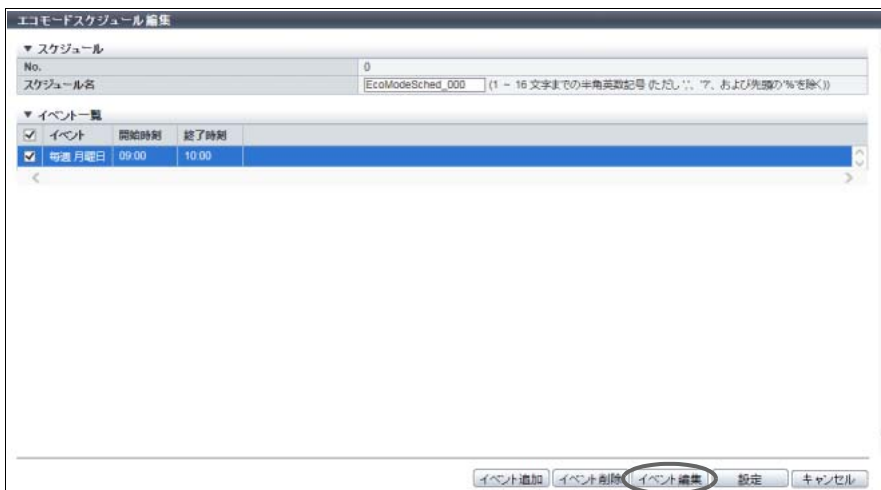 エコモードスケジュール編集
▼ スケジュール
No. 0
スケジュール名 EcoModeSched_000 (1 ～ 16 文字までの半角英数記号 (ただし ',', '?', および先頭の'%'を除く))
▼ イベント一覧
イベント 開始時刻 終了時刻
毎週 月曜日 09:00 10:00
イベント追加 イベント削除 イベント編集 設定 キャンセル